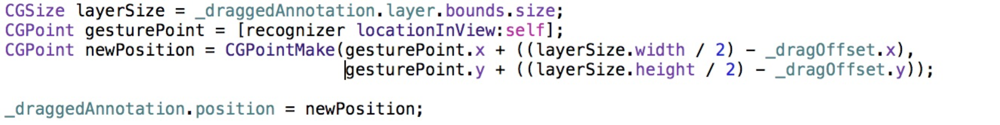 CGSize layerSize = _draggedAnnotation.layer.bounds.size;
CGPoint gesturePoint = [recognizer locationInView:self];
CGPoint newPosition = CGPointMake(gesturePoint.x + ((layerSize.width / 2) - _dragOffset.x),
gesturePoint.y + ((layerSize.height / 2) - _dragOffset.y));
_draggedAnnotation.position = newPosition;